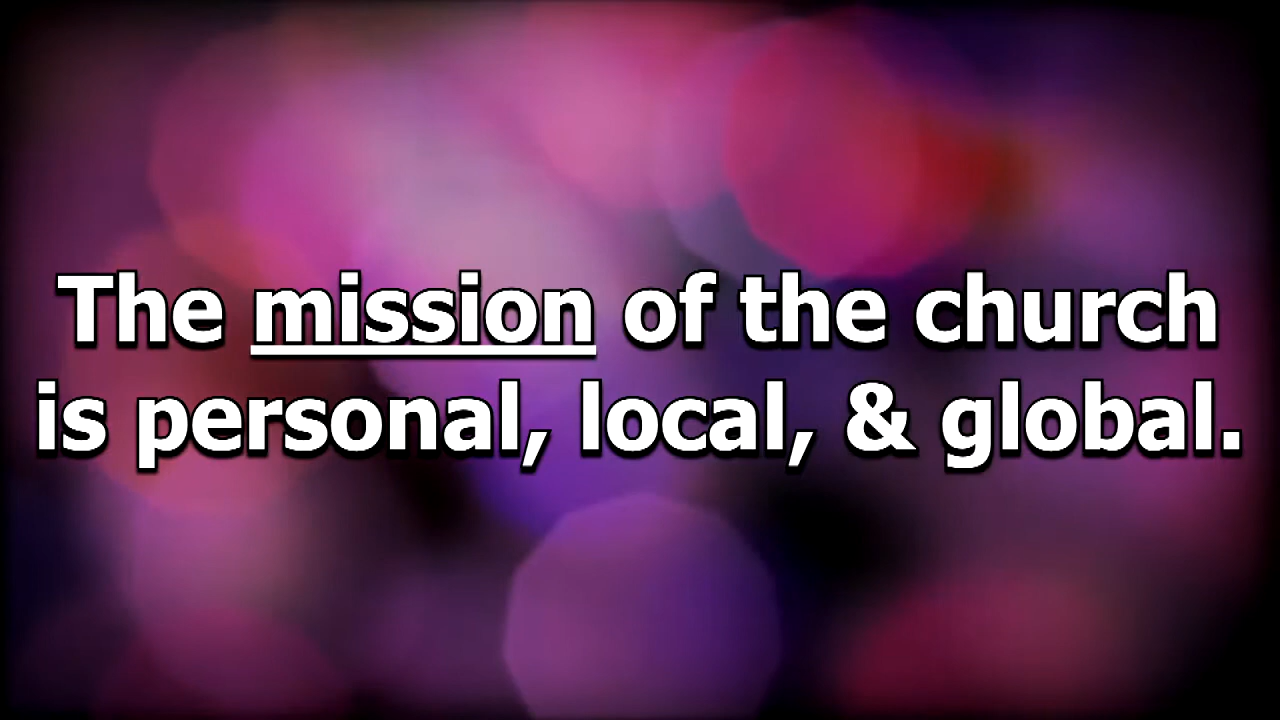 The mission of the church
is personal, local, & global.